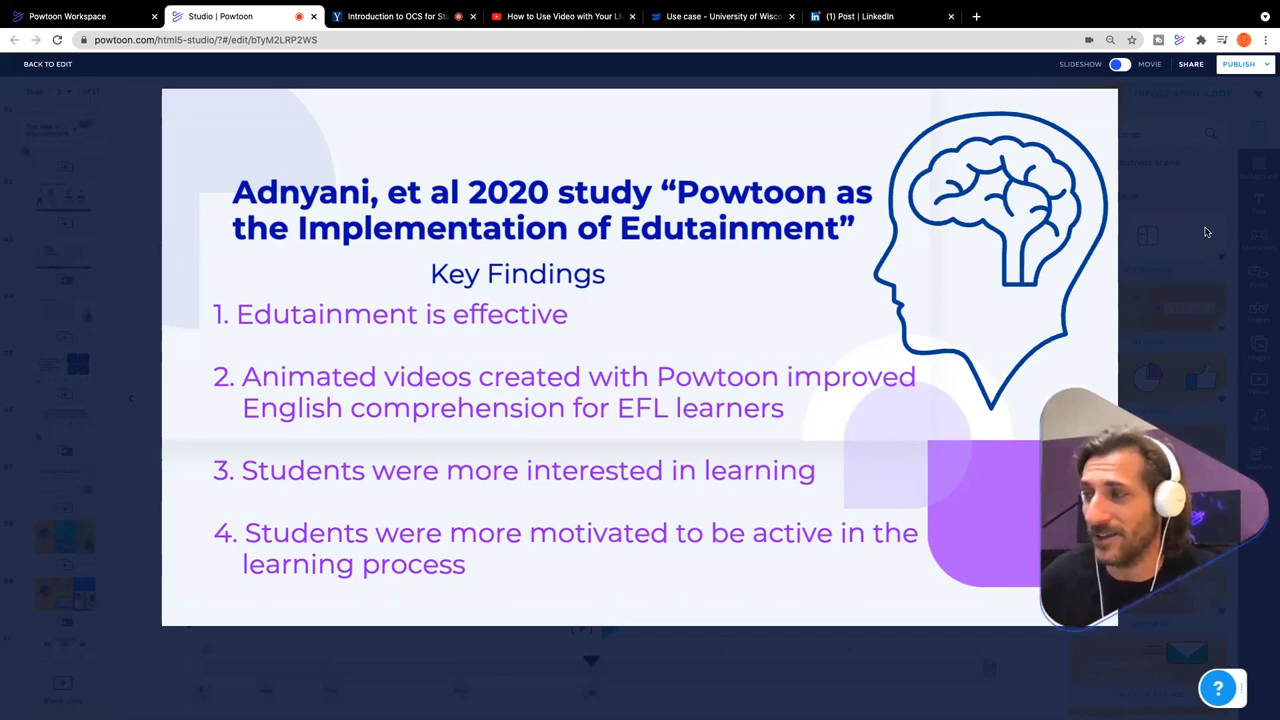 Powtoon Workspace
Studio | Powtoon
Introduction to OCS for Stu
How to Use Video with Your LM
Use case - University of Wisco
(1) Post | LinkedIn
powtoon.com/html5-studio/?#/edit/bTyM2LRP2WS
BACK TO EDIT
SLIDESHOW
MOVIE
SHARE
PUBLISH
Adnyani, et al 2020 study “Powtoon as
the Implementation of Edutainment”
Key Findings
1. Edutainment is effective
2. Animated videos created with Powtoon improved
English comprehension for EFL learners
3. Students were more interested in learning
4. Students were more motivated to be active in the
learning process
?